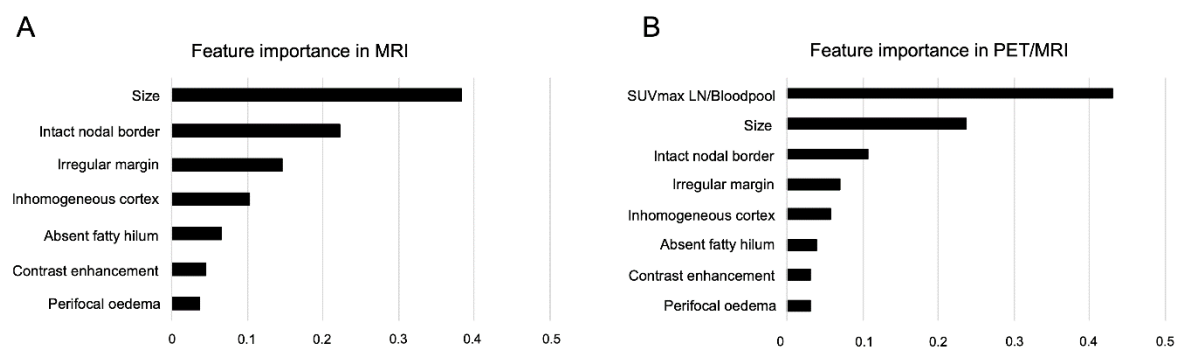 A
Feature importance in MRI
Size
Intact nodal border
Irregular margin
Inhomogeneous cortex
Absent fatty hilum
Contrast enhancement
Perifocal oedema
0 0.1 0.2 0.3 0.4 0.5
B
Feature importance in PET/MRI
SUVmax LN/Bloodpool
Size
Intact nodal border
Irregular margin
Inhomogeneous cortex
Absent fatty hilum
Contrast enhancement
Perifocal oedema
0 0.1 0.2 0.3 0.4 0.5